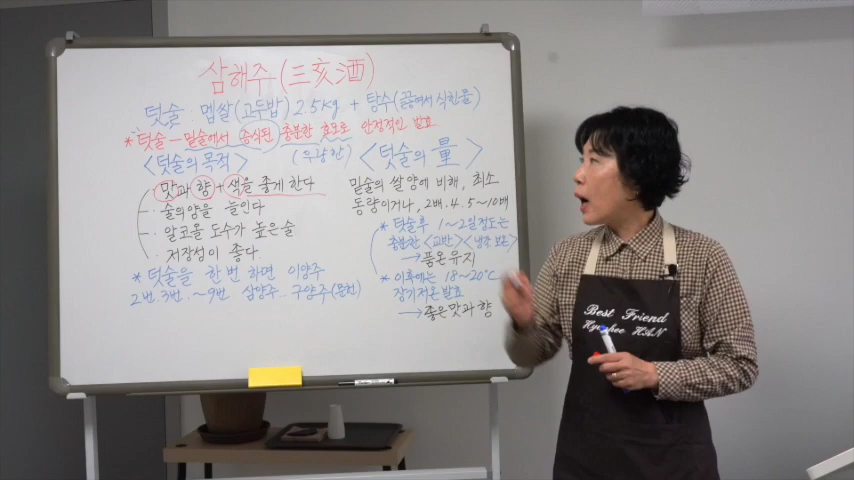 삼해주(三亥酒)
덧술 멥쌀(고두밥) 2.5kg + 탕수(끓여서 식힌물)
* 덧술 — 밑술에서 증식된 충분한 효모로 안정적인 발효
(우량한)
<덧술의 목적>
맛과 향 + 색을 좋게 한다
· 술의양을 늘인다
· 알코올 도수가 높은술
· 저장성이 좋다.
* 덧술을 한번 하면 이양주
2번. 3번. ~9번 삼양주. 구양주(문헌)
<덧술의 量>
밑술의 쌀 양에 비해, 최소
동량이거나, 2배. 4. 5~10배
* 덧술후 1~2일정도는
충분한 <교반> <냉각 보존>
→ 품온유지
* 이후에는 18~20°C
장기저온발효
→ 좋은맛과 향
Best Friend
HAN